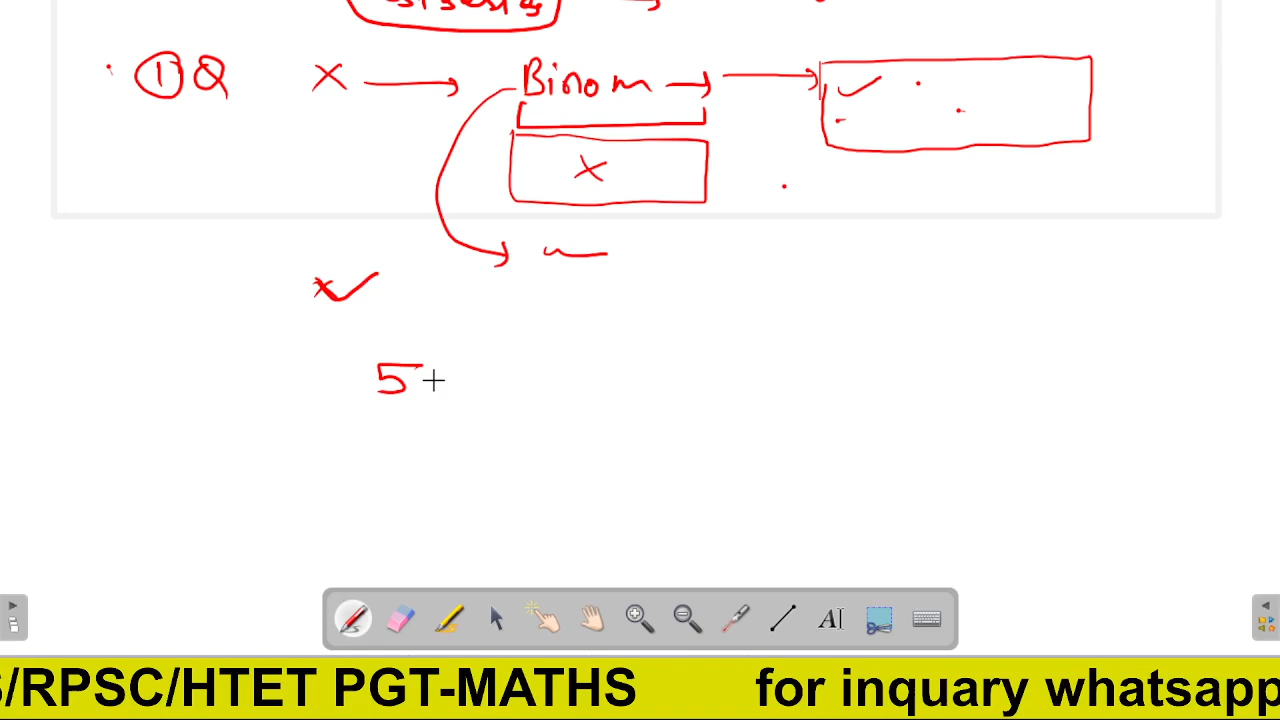 ① Q X → Binom → → ✓
X
✓
5
S/RPSC/HTET PGT-MATHS for inquary whatsapp